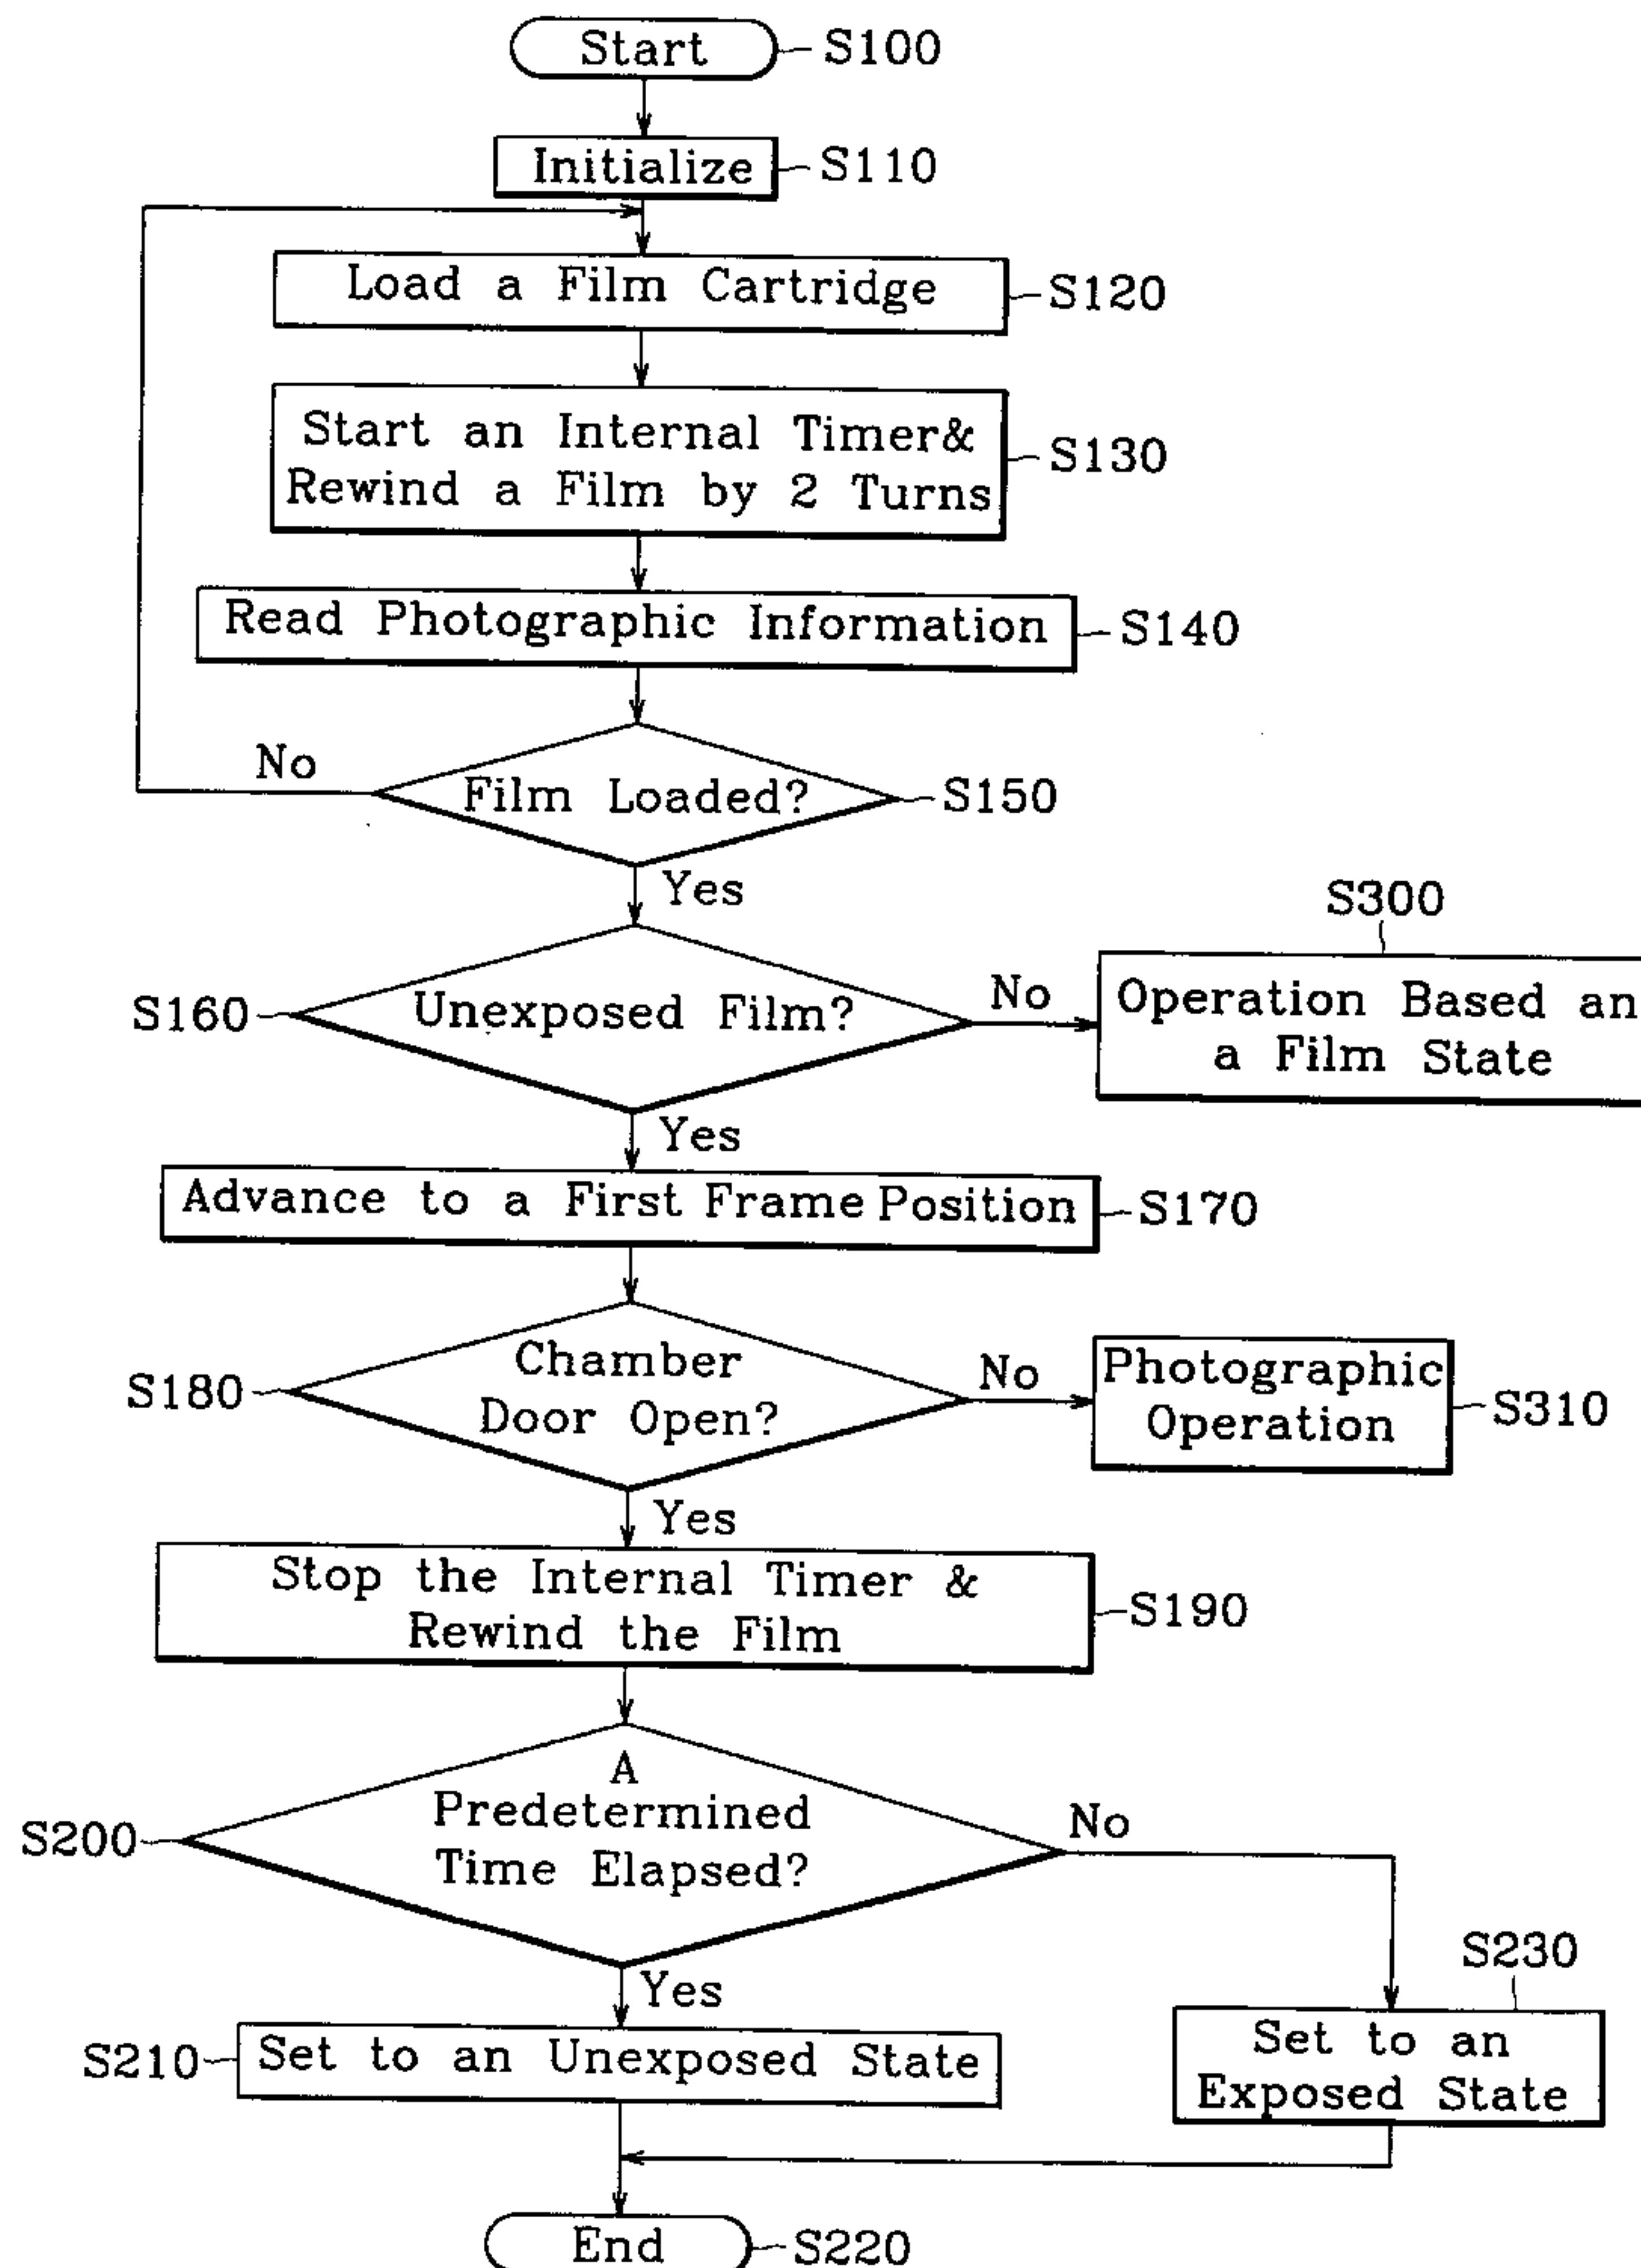 Start
S100
Initialize
S110
Load a Film Cartridge
S120
Start an Internal Timer&
Rewind a Film by 2 Turns
S130
Read Photographic Information
S140
No
Film Loaded?
S150
Yes
S300
S160
Unexposed Film?
No
Operation Based an
a Film State
Yes
Advance to a First Frame Position
S170
S180
Chamber
Door Open?
No
Photographic
Operation
S310
Yes
Stop the Internal Timer &
Rewind the Film
S190
S200
A
Predetermined
Time Elapsed?
No
S230
Yes
S210
Set to an Unexposed State
Set to an
Exposed State
End
S220